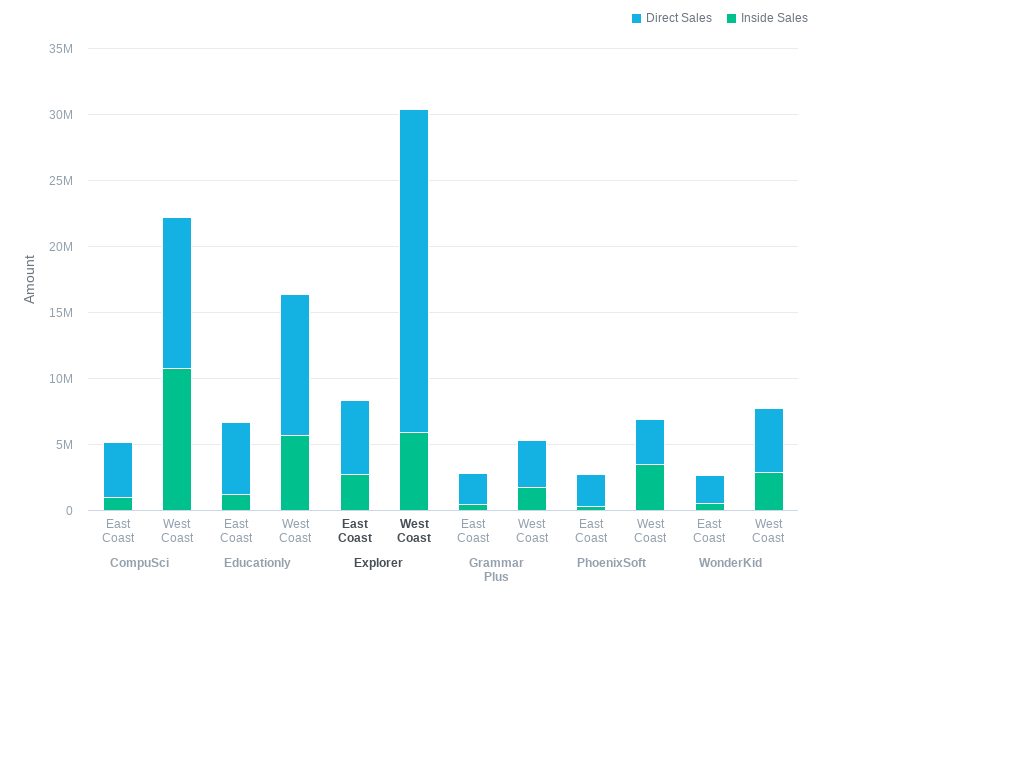 Direct Sales Inside Sales
35M
30M
25M
20M
15M
10M
5M
0
Amount
East Coast
West Coast
East Coast
West Coast
East Coast
West Coast
East Coast
West Coast
East Coast
West Coast
East Coast
West Coast
CompuSci
Educationly
Explorer
Grammar
Plus
PhoenixSoft
WonderKid